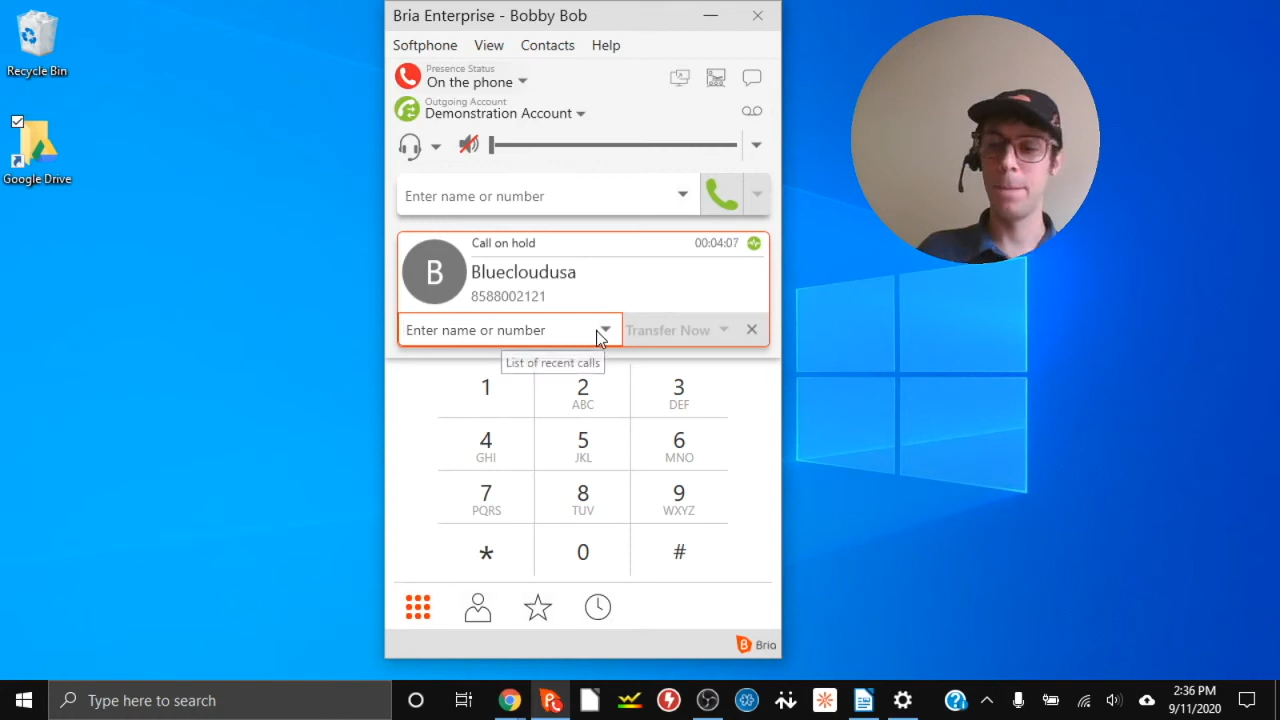 Recycle Bin
Google Drive
Bria Enterprise - Bobby Bob
Softphone View Contacts Help
Presence Status
On the phone
Outgoing Account
Demonstration Account
Enter name or number
Call on hold 00:04:07
B Bluecloudusa
8588002121
Enter name or number Transfer Now
List of recent calls
1 2 3
ABC DEF
4 5 6
GHI JKL MNO
7 8 9
PQRS TUV WXYZ
* 0 #
Bria
Type here to search
2:36 PM
9/11/2020